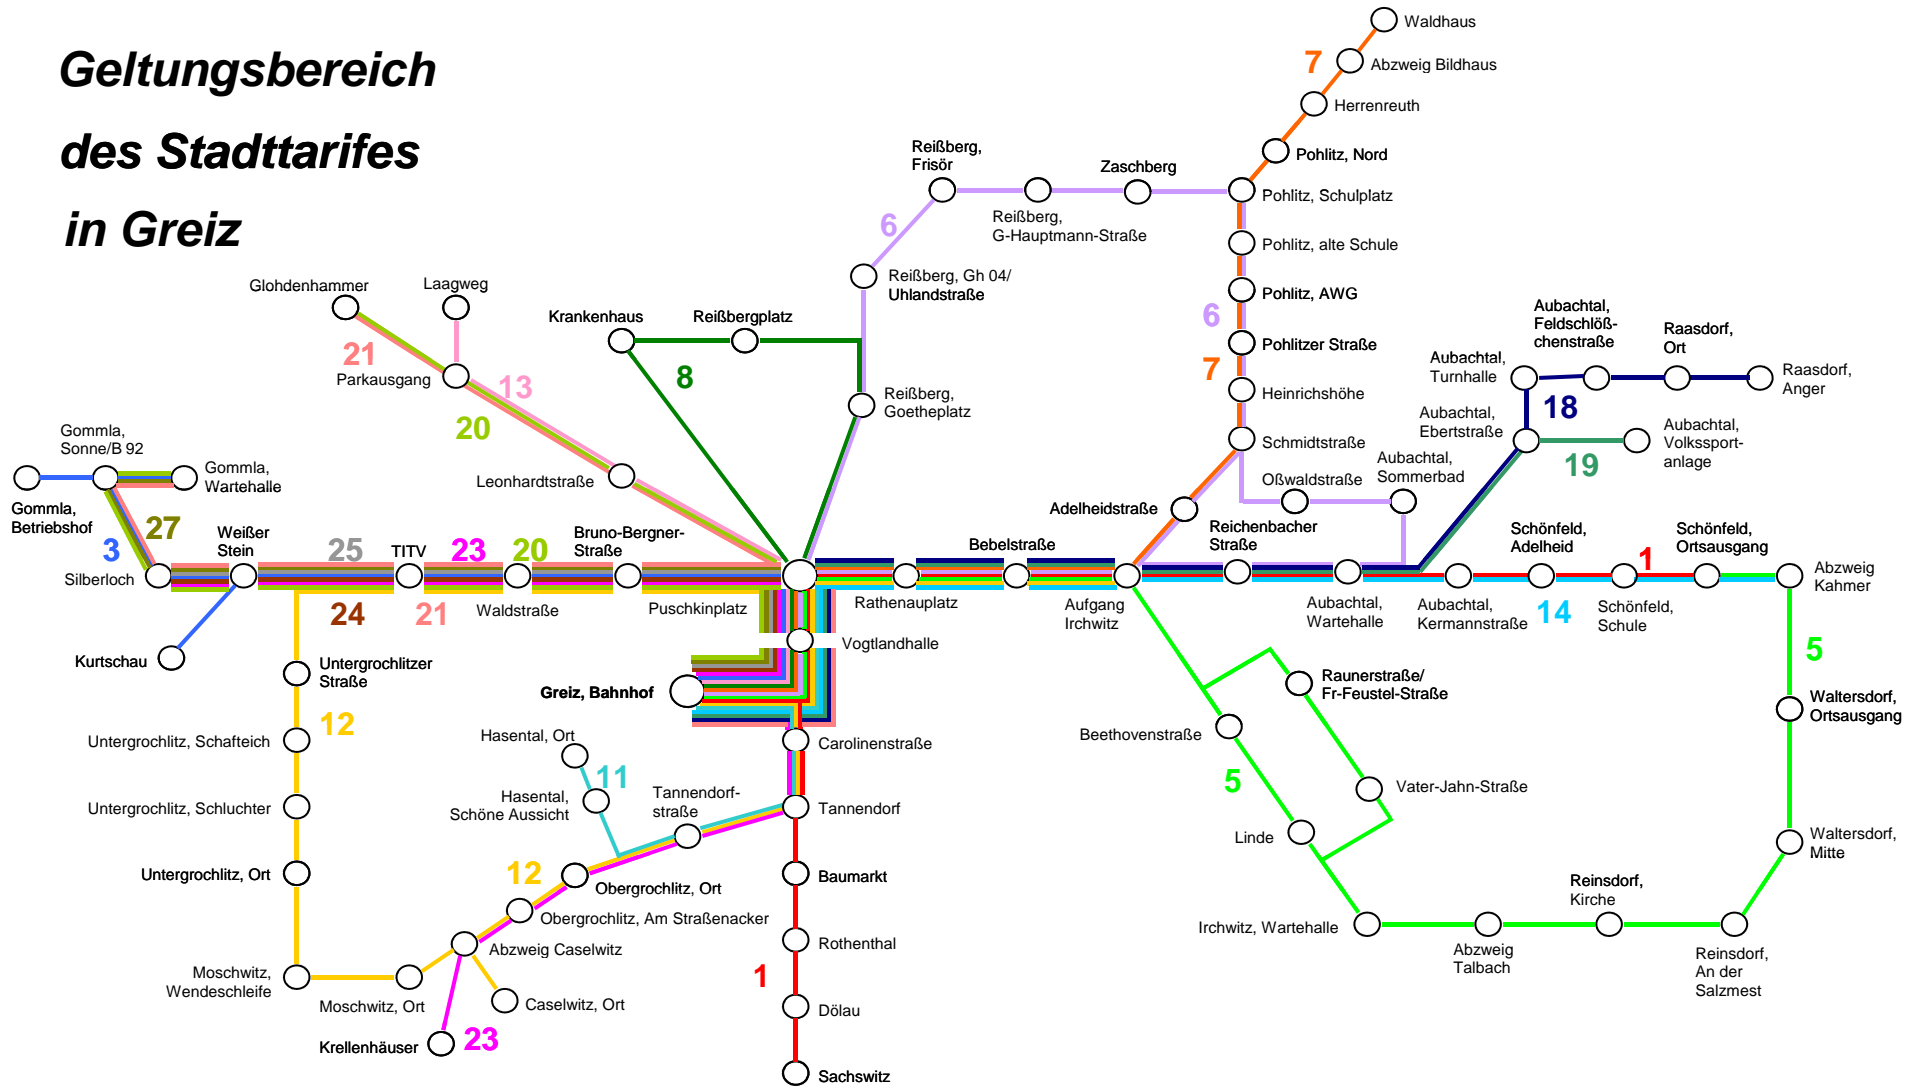 Geltungsbereich
des Stadttarifes
in Greiz
Waldhaus
7
Abzweig Bildhaus
Herrenreuth
Pohlitz, Nord
Reißberg,
Frisör
Zaschberg
Pohlitz, Schulplatz
Reißberg,
G-Hauptmann-Straße
6
Pohlitz, alte Schule
Reißberg, Gh 04/
Uhlandstraße
Pohlitz, AWG
6
Pohlitzer Straße
7
Heinrichshöhe
Schmidtstraße
Glohdenhammer
Laagweg
21
Parkausgang
13
20
Leonhardtstraße
Krankenhaus
Reißbergplatz
8
Reißberg,
Goetheplatz
Aubachtal,
Feldschlöß-
chenstraße
Raasdorf,
Ort
Aubachtal,
Turnhalle
Raasdorf,
Anger
18
Aubachtal,
Ebertstraße
Aubachtal,
Volkssport-
anlage
19
Aubachtal,
Sommerbad
Oßwaldstraße
Adelheidstraße
Gommla,
Sonne/B 92
Gommla,
Wartehalle
Gommla,
Betriebshof
27
3
Weißer
Stein
Silberloch
25
TITV
23
20
Bruno-Bergner-
Straße
24
21
Waldstraße
Puschkinplatz
Kurtschau
Bebelstraße
Rathenauplatz
Aufgang
Irchwitz
Reichenbacher
Straße
Aubachtal,
Wartehalle
Aubachtal,
Kermannstraße
Schönfeld,
Adelheid
14
1
Schönfeld,
Schule
Schönfeld,
Ortsausgang
Abzweig
Kahmer
5
Vogtlandhalle
Greiz, Bahnhof
Untergrochlitzer
Straße
12
Untergrochlitz, Schafteich
Untergrochlitz, Schluchter
Untergrochlitz, Ort
Moschwitz,
Wendeschleife
Moschwitz, Ort
Hasental, Ort
11
Hasental,
Schöne Aussicht
Tannendorf-
straße
Carolinenstraße
Tannendorf
12
Obergrochlitz, Ort
Obergrochlitz, Am Straßenacker
Abzweig Caselwitz
Caselwitz, Ort
Krellenhäuser
23
Baumarkt
Rothenthal
1
Dölau
Sachswitz
Raunerstraße/
Fr-Feustel-Straße
Beethovenstraße
5
Vater-Jahn-Straße
Linde
Irchwitz, Wartehalle
Abzweig
Talbach
Reinsdorf,
Kirche
Reinsdorf,
An der
Salzmest
Waltersdorf,
Ortsausgang
Waltersdorf,
Mitte